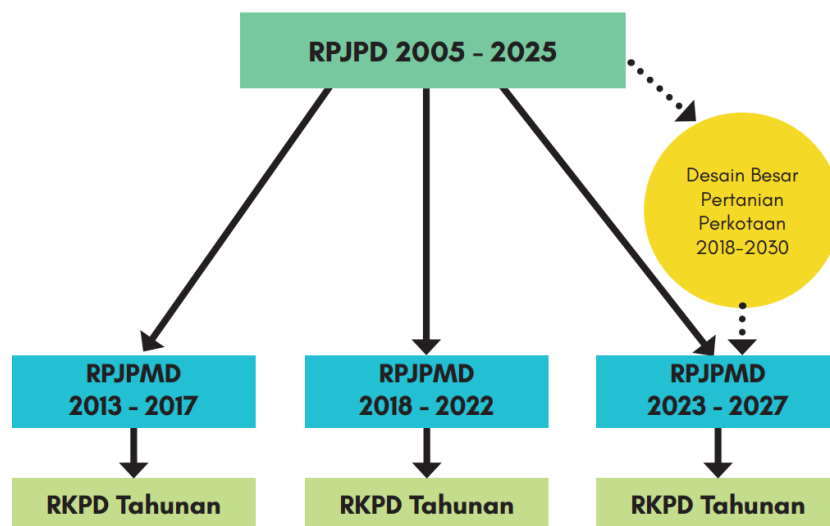 RPJPD 2005 - 2025
Desain Besar
Pertanian
Perkotaan
2018-2030
RPJPMD
2013 - 2017
RPJPMD
2018 - 2022
RPJPMD
2023 - 2027
RKPD Tahunan
RKPD Tahunan
RKPD Tahunan